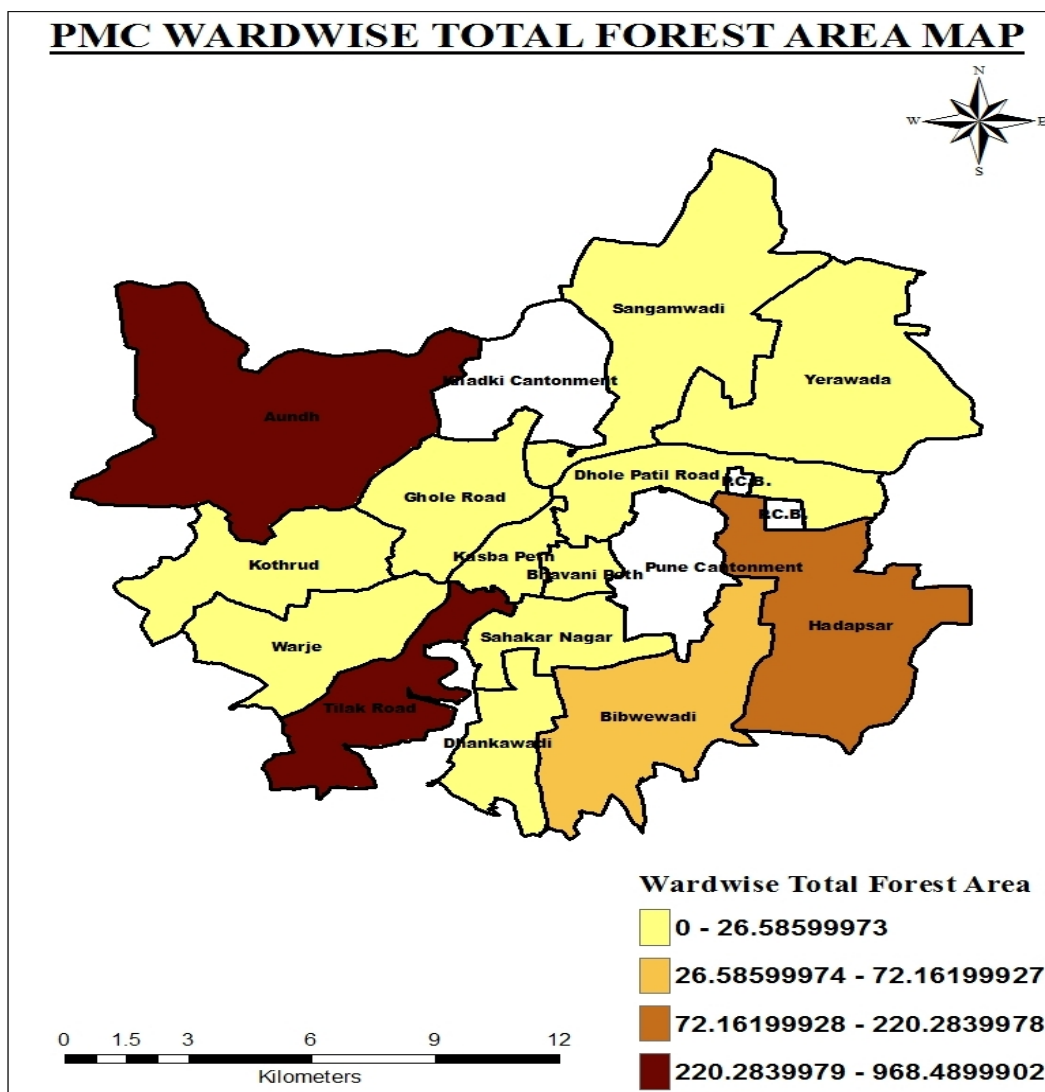 PMC WARDWISE TOTAL FOREST AREA MAP
N
W E
S
Sangamwadi
Yerawada
Khadki Cantonment
Aundh
Dhole Patil Road
P.C.B.
Ghole Road
P.C.B.
Kasba Peth
Kothrud
Bhavani Peth
Pune Cantonment
Hadapsar
Sahakar Nagar
Warje
Tilak Road
Bibwewadi
Dhankawadi
Wardwise Total Forest Area
0 - 26.58599973
26.58599974 - 72.16199927
72.16199928 - 220.2839978
220.2839979 - 968.4899902
0 1.5 3 6 9 12
Kilometers